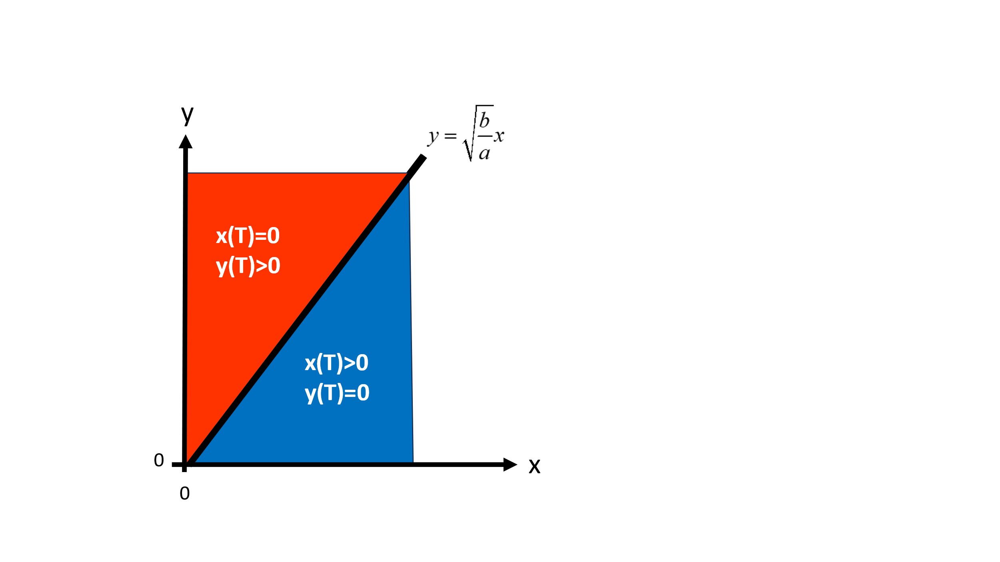 y
y = √(b/a) x
x(T)=0
y(T)>0
x(T)>0
y(T)=0
0
x
0